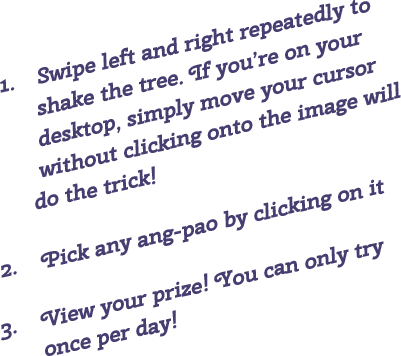 1. Swipe left and right repeatedly to
shake the tree. If you're on your
desktop, simply move your cursor
without clicking onto the image will
do the trick!
2. Pick any ang-pao by clicking on it
3. View your prize! You can only try
once per day!